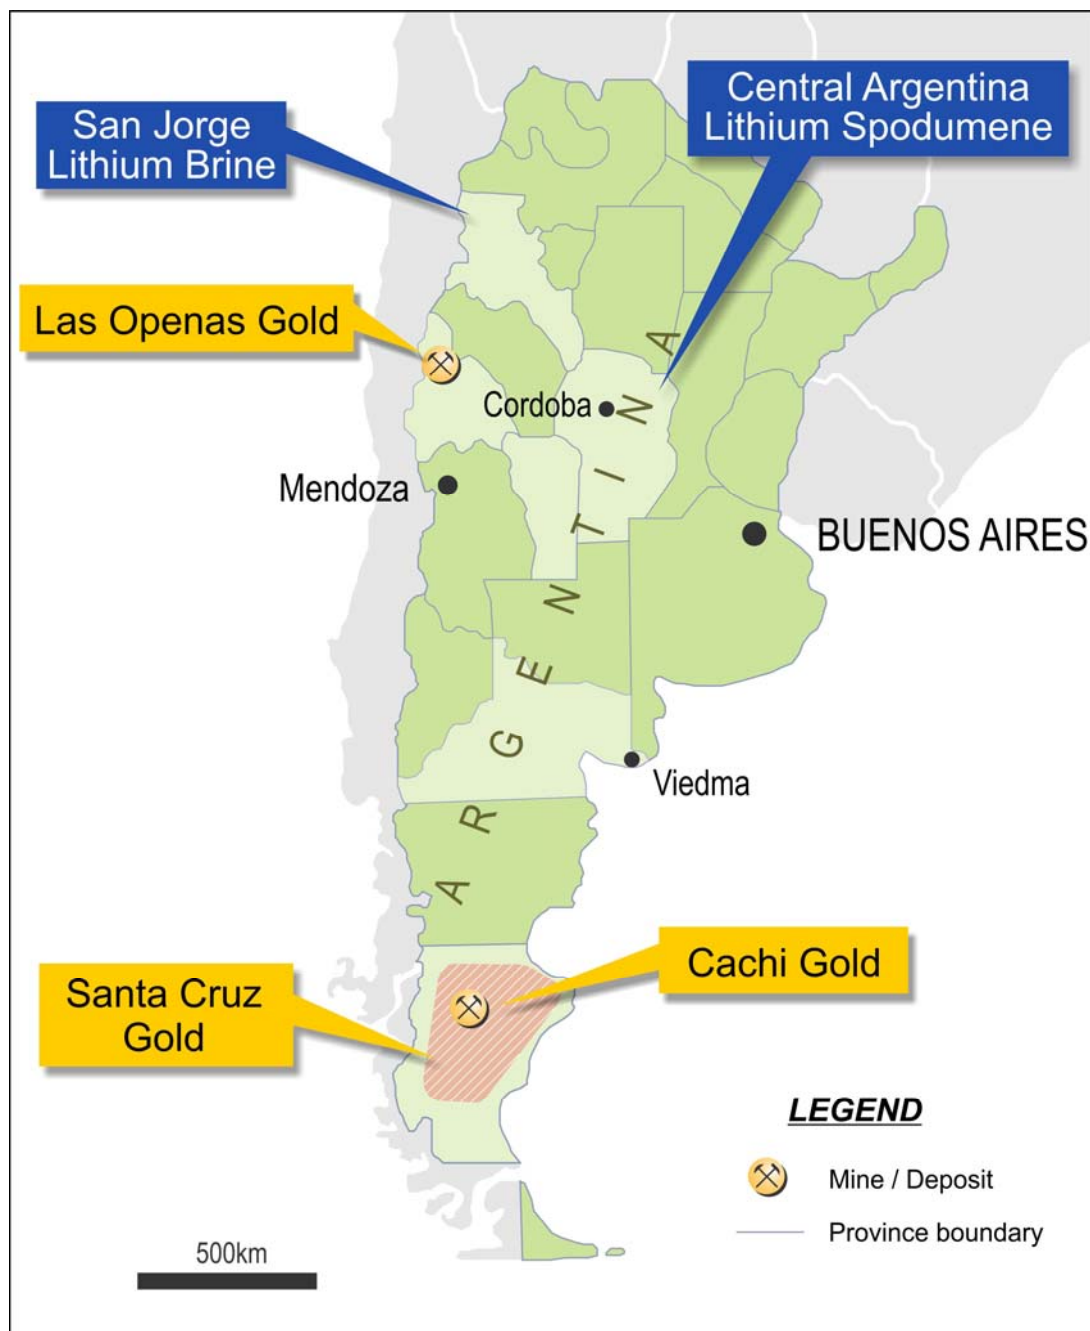 Central Argentina
Lithium Spodumene
San Jorge
Lithium Brine
Las Openas Gold
Cordoba
Mendoza
BUENOS AIRES
ARGENTINA
Viedma
Cachi Gold
Santa Cruz
Gold
LEGEND
Mine / Deposit
Province boundary
500km